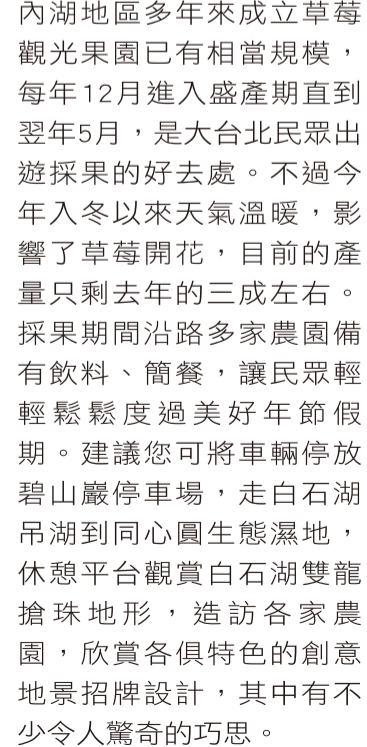 內湖地區多年來成立草莓
觀光果園已有相當規模，
每年12月進入盛產期直到
翌年5月，是大台北民眾出
遊採果的好去處。不過今
年入冬以來天氣溫暖，影
響了草莓開花，目前的產
量只剩去年的三成左右。
採果期間沿路多家農園備
有飲料、簡餐，讓民眾輕
輕鬆鬆度過美好年節假
期。建議您可將車輛停放
碧山巖停車場，走白石湖
吊湖到同心圓生態濕地，
休憩平台觀賞白石湖雙龍
搶珠地形，造訪各家農
園，欣賞各俱特色的創意
地景招牌設計，其中有不
少令人驚奇的巧思。